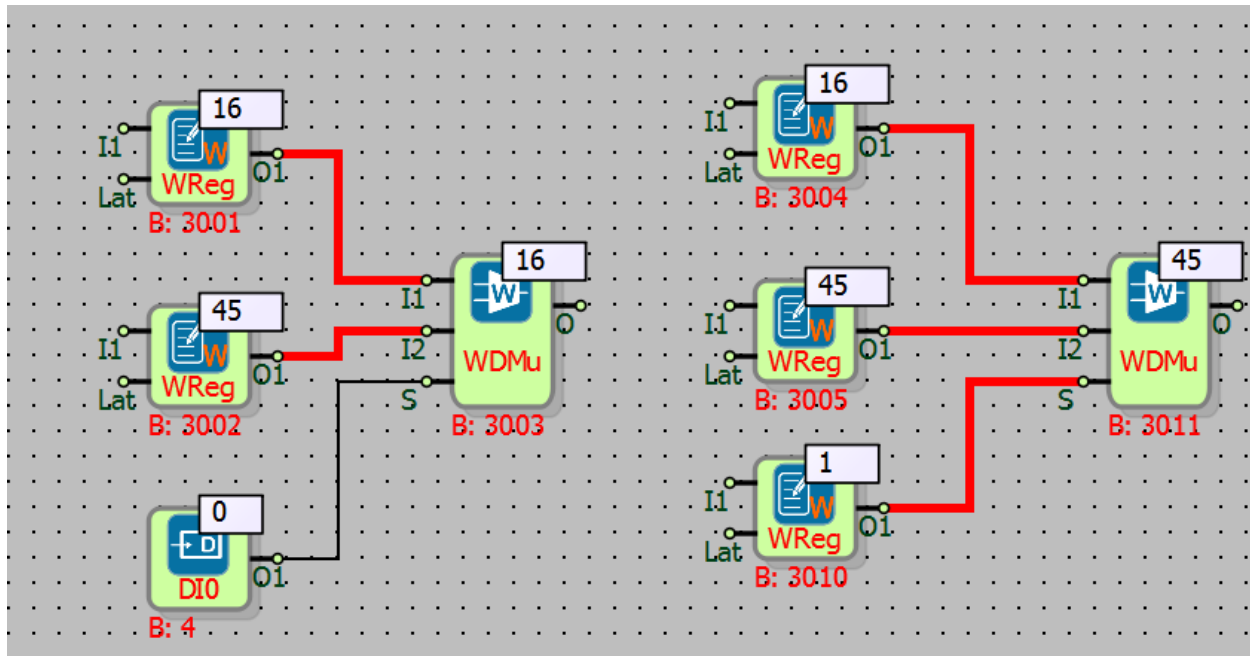 16
I1
W
O1
WReg
Lat
B: 3001
45
I1
W
O1
WReg
Lat
B: 3002
0
D
O1
DI0
B: 4
16
W
I1
O
I2
WDMu
S
B: 3003
16
I1
W
O1
WReg
Lat
B: 3004
45
I1
W
O1
WReg
Lat
B: 3005
1
I1
W
O1
WReg
Lat
B: 3010
45
W
I1
O
I2
WDMu
S
B: 3011